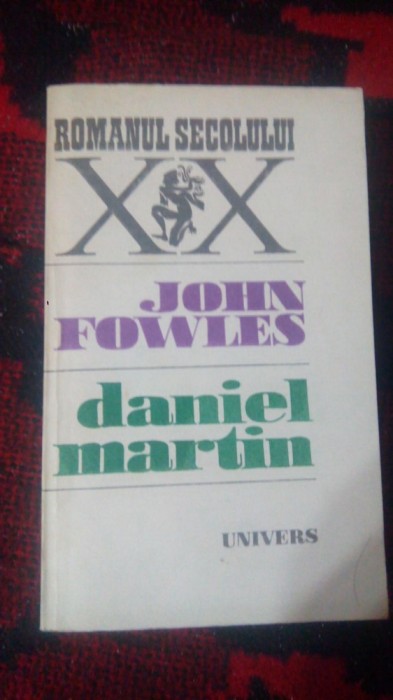 ROMANUL SECOLULUI
XX
JOHN
FOWLES
daniel
martin
UNIVERS